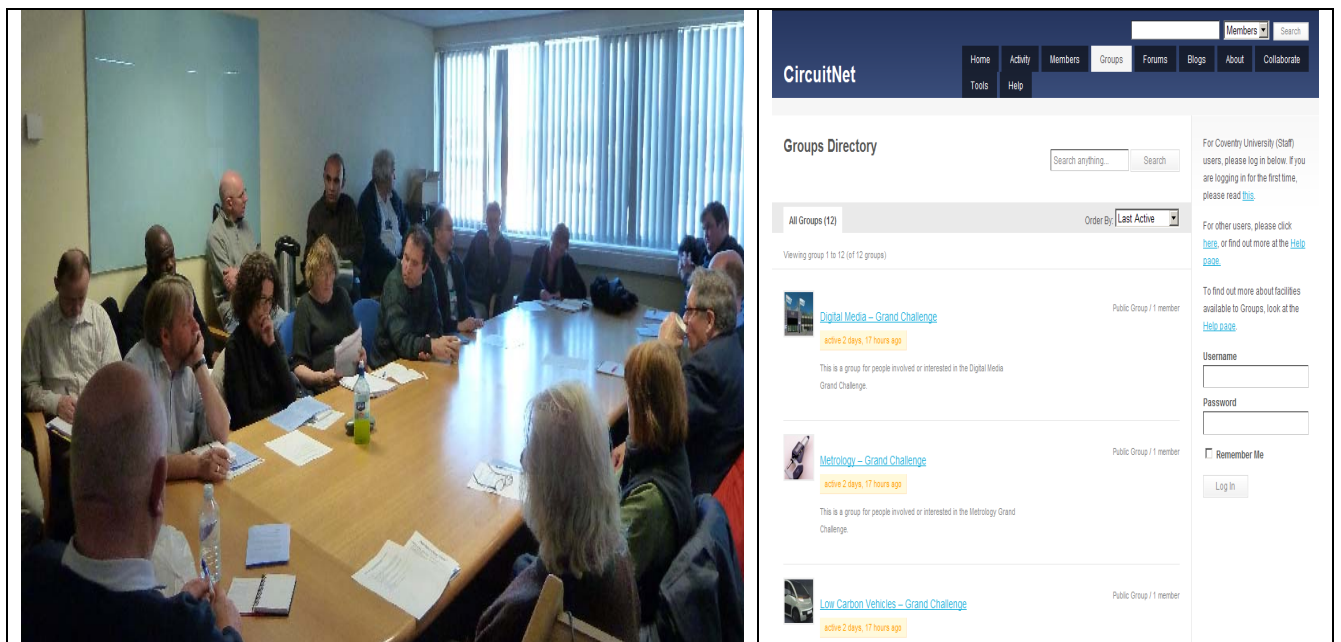 Members Search
CircuitNet
Home Activity Members Groups Forums Blogs About Collaborate
Tools Help
Groups Directory
Search anything... Search
All Groups (12)
Order By: Last Active
Viewing group 1 to 12 (of 12 groups)
Digital Media – Grand Challenge
Public Group / 1 member
active 2 days, 17 hours ago
This is a group for people involved or interested in the Digital Media
Grand Challenge.
Metrology – Grand Challenge
Public Group / 1 member
active 2 days, 17 hours ago
This is a group for people involved or interested in the Metrology Grand
Challenge.
Low Carbon Vehicles – Grand Challenge
Public Group / 1 member
active 2 days, 17 hours ago
For Coventry University (Staff)
users, please log in below. If you
are logging in for the first time,
please read this.
For other users, please click
here, or find out more at the Help
page.
To find out more about facilities
available to Groups, look at the
Help page.
Username
Password
Remember Me
Log In